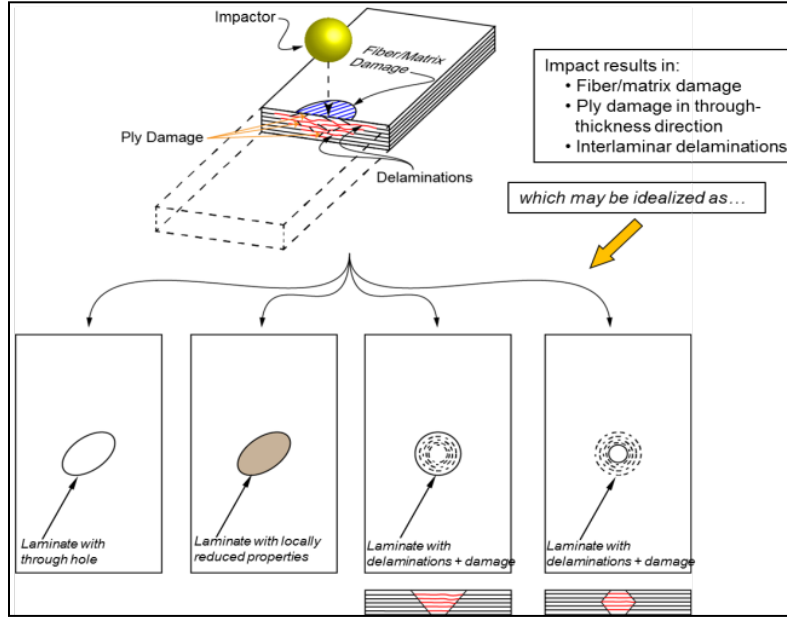 Impactor
Fiber/Matrix
Damage
Ply Damage
Delaminations
Impact results in:
• Fiber/matrix damage
• Ply damage in through-
thickness direction
• Interlaminar delaminations
which may be idealized as…
Laminate with
through hole
Laminate with locally
reduced properties
Laminate with
delaminations + damage
Laminate with
delaminations + damage